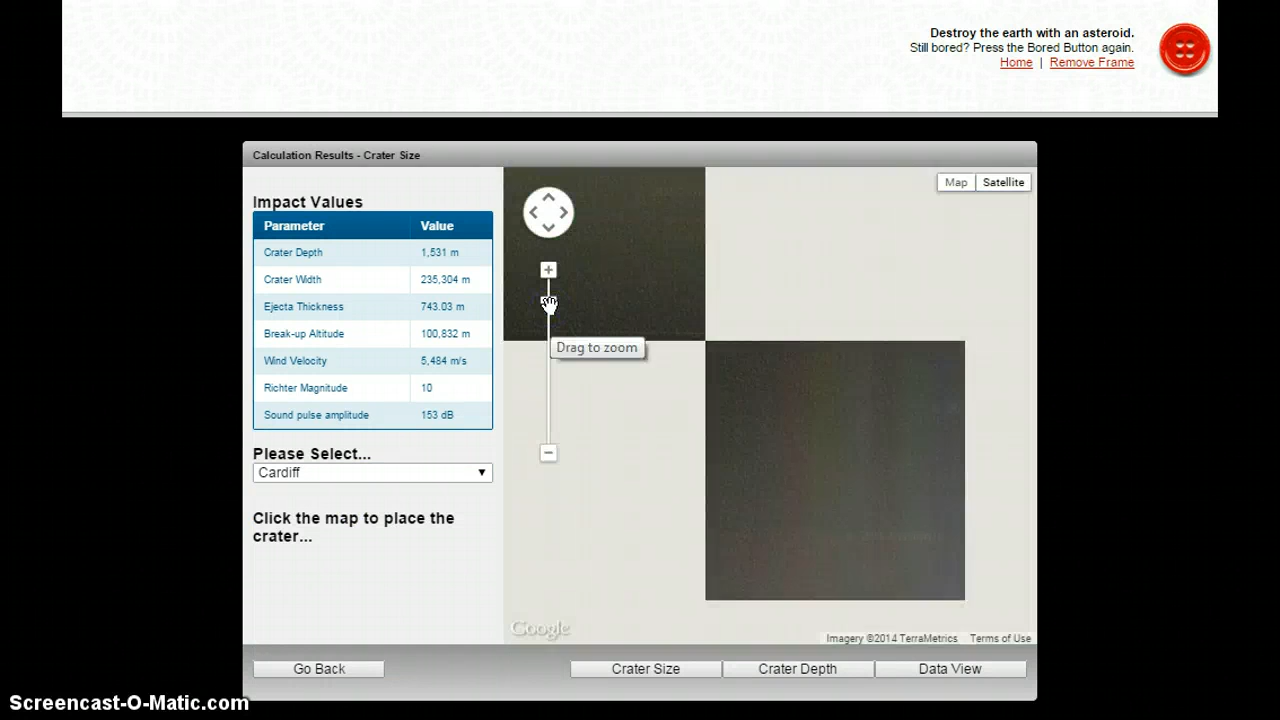 Destroy the earth with an asteroid.
Still bored? Press the Bored Button again.
Home | Remove Frame
Calculation Results - Crater Size
Impact Values
Parameter Value
Crater Depth 1,531 m
Crater Width 235,304 m
Ejecta Thickness 743.03 m
Break-up Altitude 100,832 m
Wind Velocity 5,484 m/s
Richter Magnitude 10
Sound pulse amplitude 153 dB
Please Select...
Cardiff
Click the map to place the
crater...
Map Satellite
Drag to zoom
Google
Imagery ©2014 TerraMetrics Terms of Use
Go Back Crater Size Crater Depth Data View
Screencast-O-Matic.com